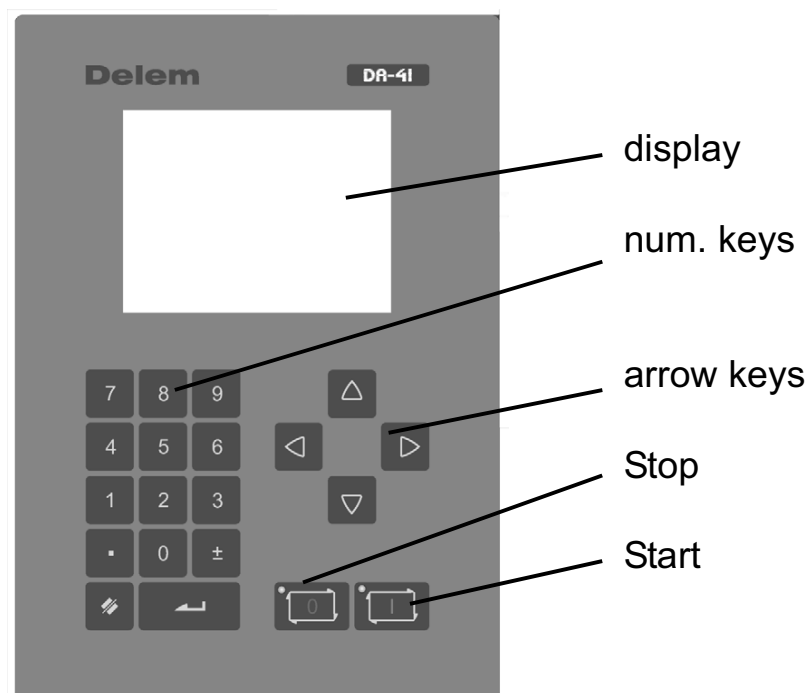 Delem DA-41
display
num. keys
arrow keys
7 8 9
4 5 6
1 2 3
. 0 ±
Stop
Start
0 I